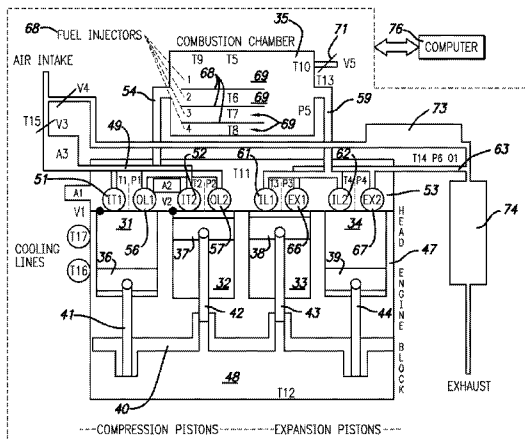 68 FUEL INJECTORS COMBUSTION CHAMBER 35 71 76 COMPUTER
AIR INTAKE T9 T5 T10 V5
T13
1 68 69
54 2 T6 69 59
V4 3 T7 P5 73
T15 V3 4 T8 69
49 52 61 62 T14 P6 O1 63
A3 T11
51 T1 P1 A2 T2 P2 T3 P3 T4 P4 53
A1 IT1 OL1 V2 IT2 OL2 IL1 EX1 IL2 EX2
V1 31 34 74
COOLING LINES T17 56 37 57 38 66 67 47
T16 36 32 33 39
41 42 43 44
HEAD ENGINE BLOCK
40 48 T12 EXHAUST
COMPRESSION PISTONS EXPANSION PISTONS